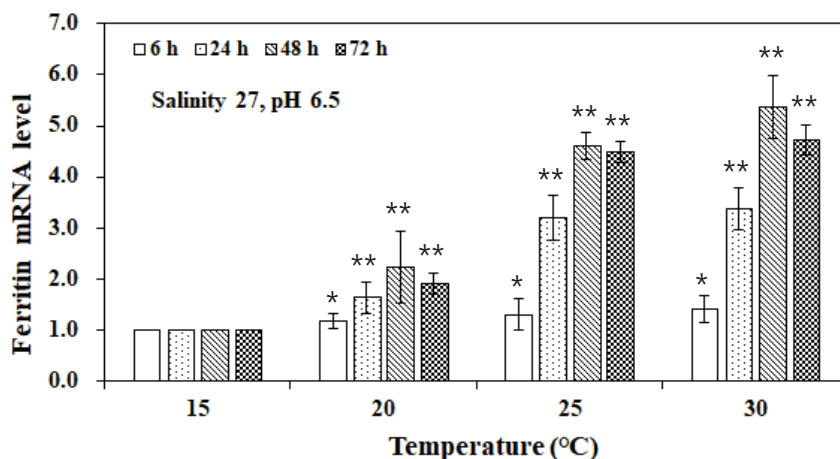 7.0
6.0
5.0
4.0
3.0
2.0
1.0
0.0
Ferritin mRNA level
6 h 24 h 48 h 72 h
Salinity 27, pH 6.5
* ** ** **
* ** ** **
* ** ** **
15 20 25 30
Temperature (°C)